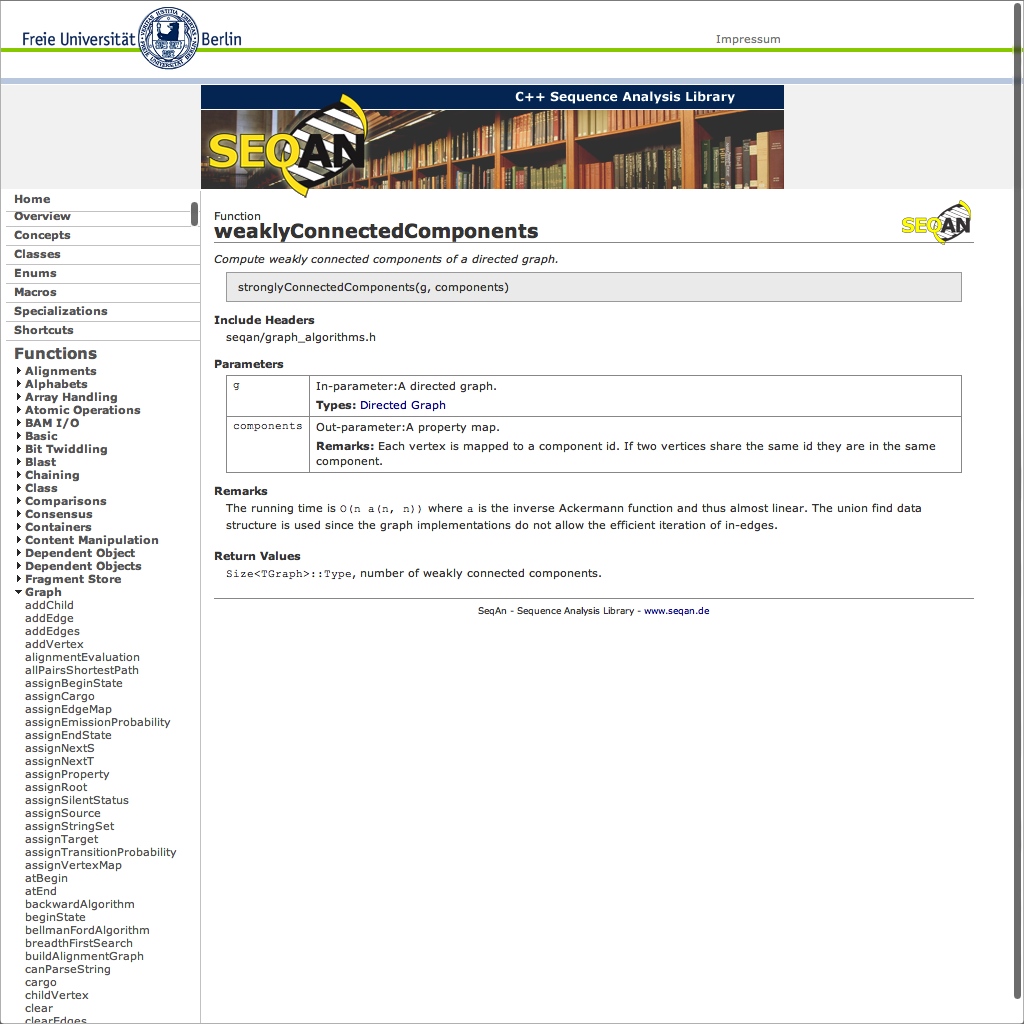 Freie Universität Berlin
Impressum
C++ Sequence Analysis Library
SEQAN
Home
Overview
Concepts
Classes
Enums
Macros
Specializations
Shortcuts
Functions
Alignments
Alphabets
Array Handling
Atomic Operations
BAM I/O
Basic
Bit Twiddling
Blast
Chaining
Class
Comparisons
Consensus
Containers
Content Manipulation
Dependent Object
Dependent Objects
Fragment Store
Graph
addChild
addEdge
addEdges
addVertex
alignmentEvaluation
allPairsShortestPath
assignBeginState
assignCargo
assignEdgeMap
assignEmissionProbability
assignEndState
assignNextS
assignNextT
assignProperty
assignRoot
assignSilentStatus
assignSource
assignStringSet
assignTarget
assignTransitionProbability
assignVertexMap
atBegin
atEnd
backwardAlgorithm
beginState
bellmanFordAlgorithm
breadthFirstSearch
buildAlignmentGraph
canParseString
cargo
childVertex
clear
clearEdges
Function
weaklyConnectedComponents
SEQAN
Compute weakly connected components of a directed graph.
stronglyConnectedComponents(g, components)
Include Headers
seqan/graph_algorithms.h
Parameters
g In-parameter:A directed graph.
Types: Directed Graph
components Out-parameter:A property map.
Remarks: Each vertex is mapped to a component id. If two vertices share the same id they are in the same
component.
Remarks
The running time is O(n a(n, n)) where a is the inverse Ackermann function and thus almost linear. The union find data
structure is used since the graph implementations do not allow the efficient iteration of in-edges.
Return Values
Size<TGraph>::Type, number of weakly connected components.
SeqAn - Sequence Analysis Library - www.seqan.de